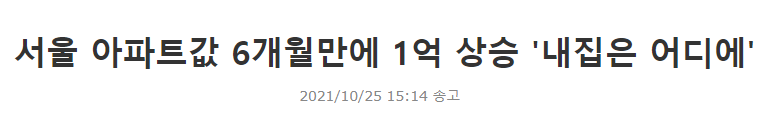 서울 아파트값 6개월만에 1억 상승 '내집은 어디에'
2021/10/25 15:14 송고